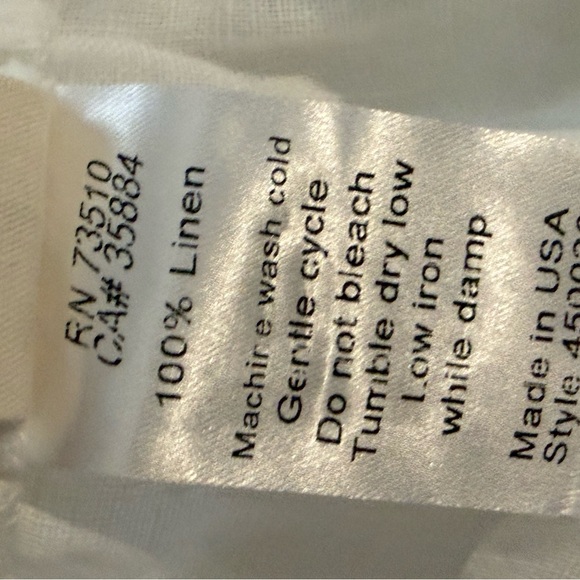 RN 73510
CA# 35884
100% Linen
Machine wash cold
Gentle cycle
Do not bleach
Tumble dry low
Low iron
while damp
Made in USA
Style